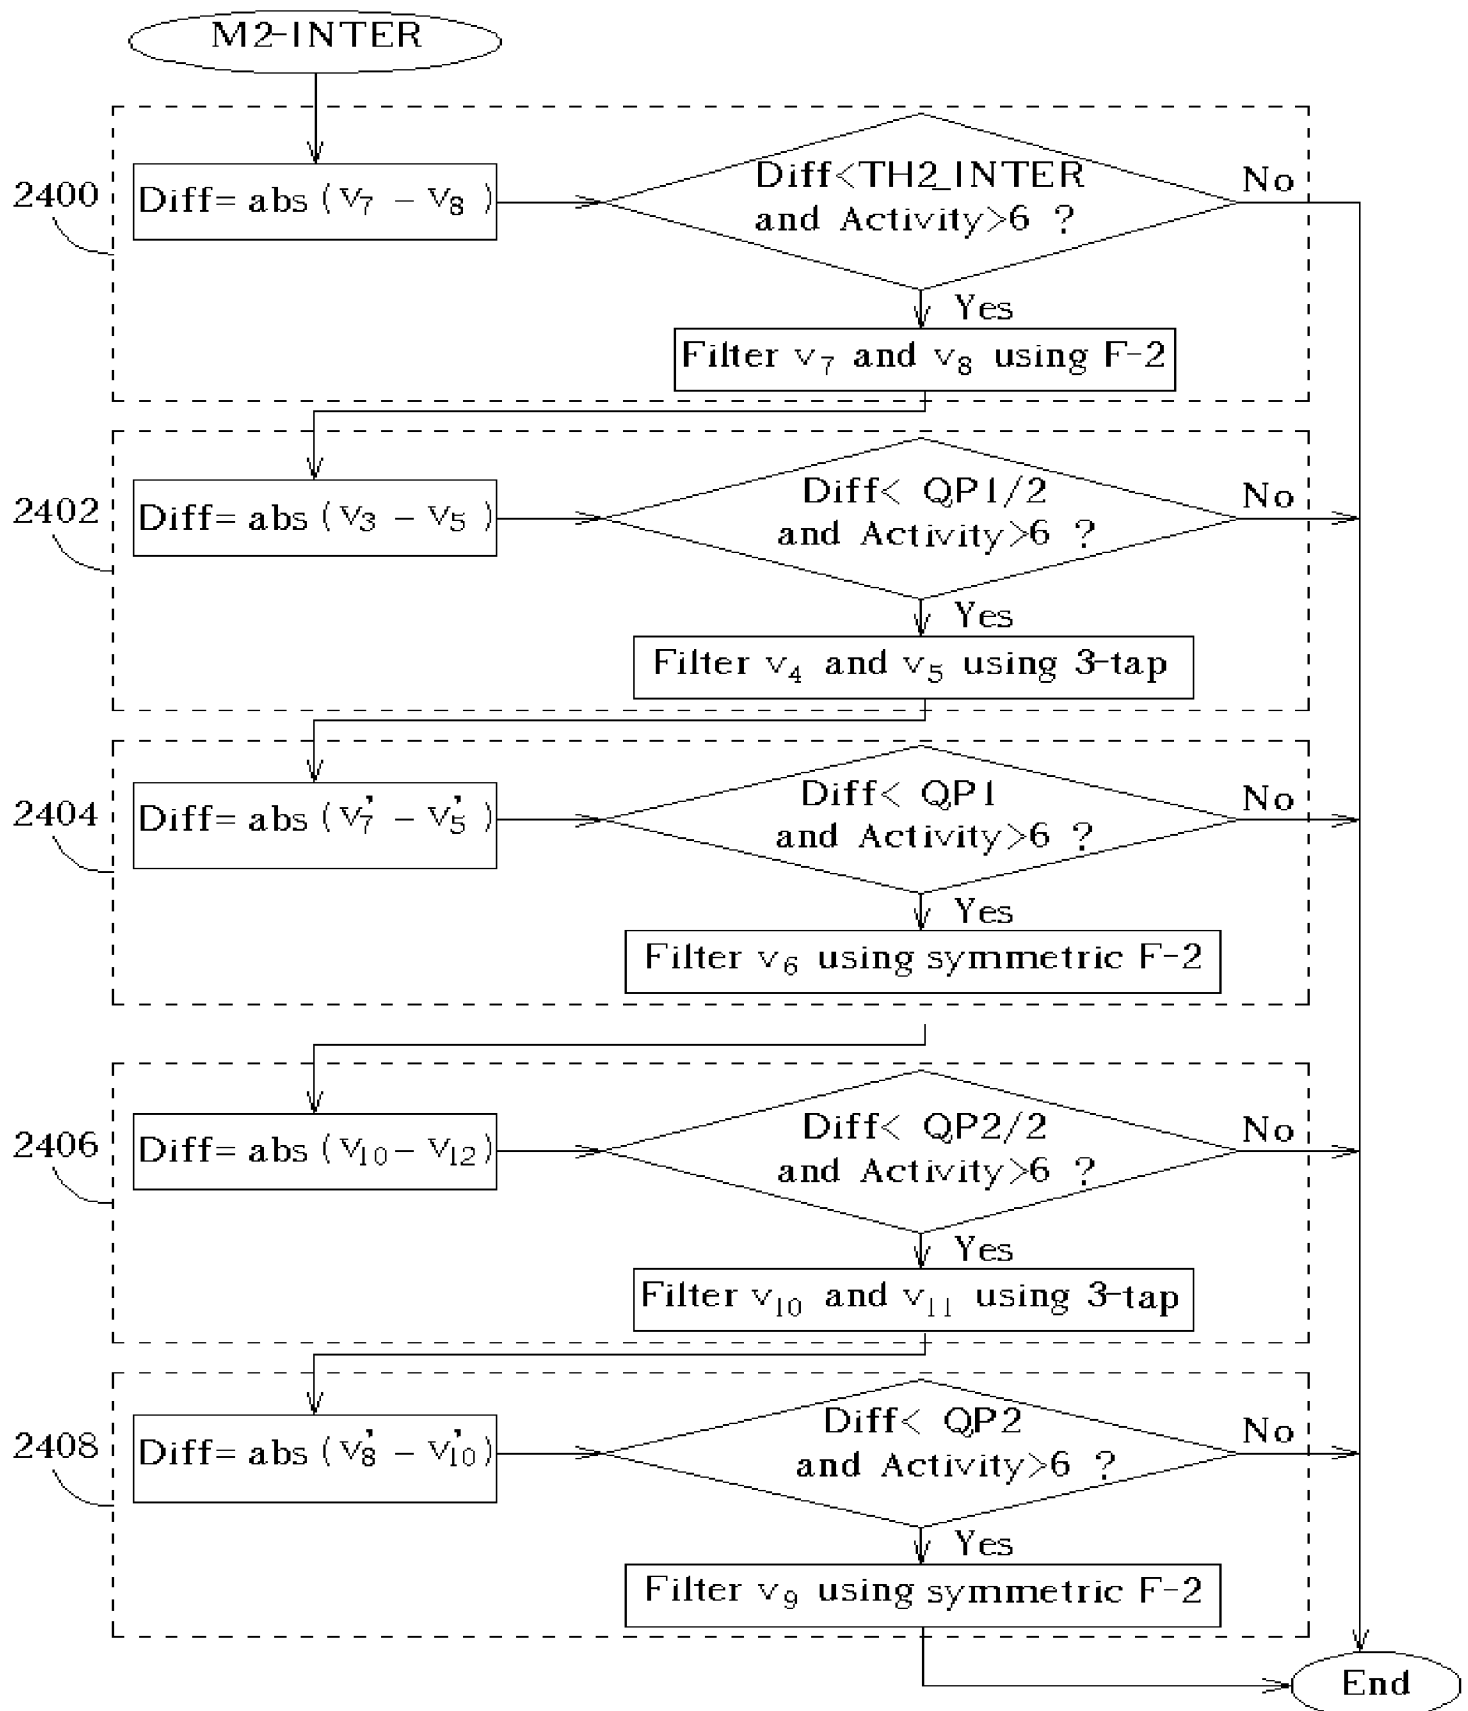 M2-INTER
2400
Diff= abs (v₇ - v₈ )
Diff<TH2_INTER
and Activity>6 ?
No
Yes
Filter v₇ and v₈ using F-2
2402
Diff= abs (v₃ - v₅ )
Diff< QP1/2
and Activity>6 ?
No
Yes
Filter v₄ and v₅ using 3-tap
2404
Diff= abs (v₇' - v₅' )
Diff< QP1
and Activity>6 ?
No
Yes
Filter v₆ using symmetric F-2
2406
Diff= abs (v₁₀- v₁₂)
Diff< QP2/2
and Activity>6 ?
No
Yes
Filter v₁₀ and v₁₁ using 3-tap
2408
Diff= abs (v₈' - v₁₀')
Diff< QP2
and Activity>6 ?
No
Yes
Filter v₉ using symmetric F-2
End